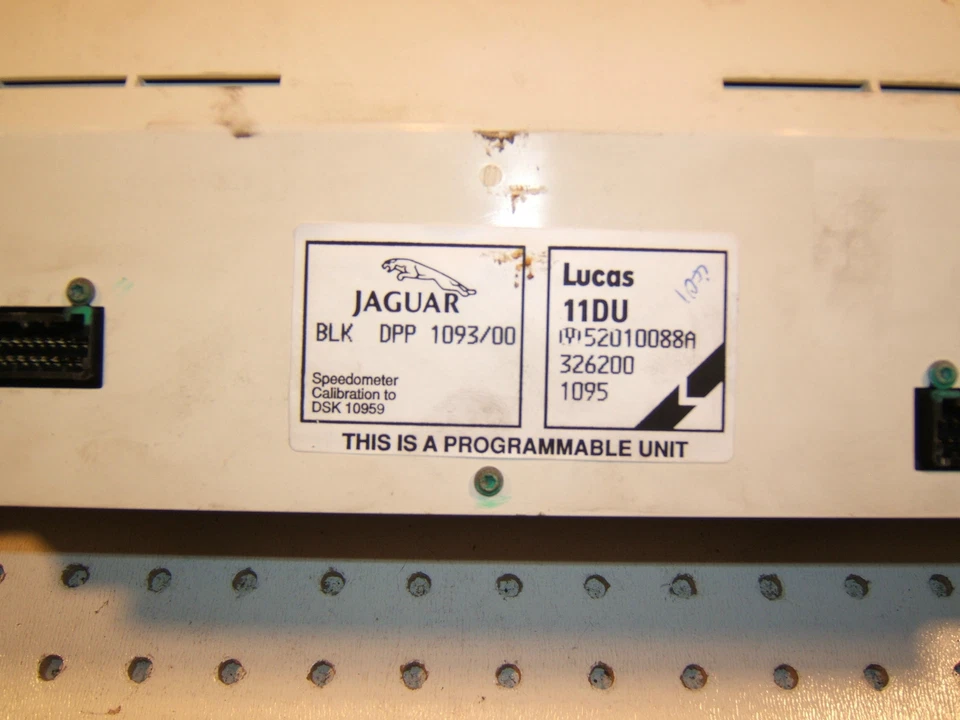 JAGUAR
BLK DPP 1093/00
Speedometer
Calibration to
DSK 10959
Lucas
11DU
52010088A
326200
1095
THIS IS A PROGRAMMABLE UNIT